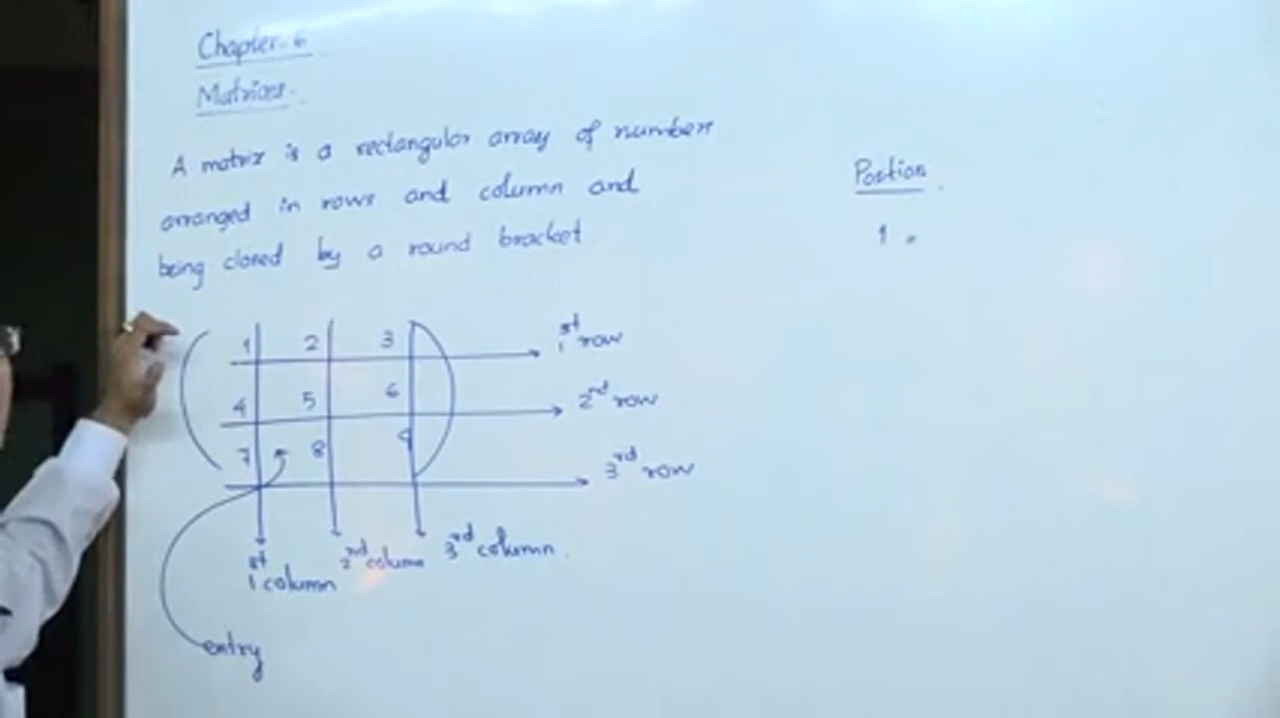 Chapter-6
Matrices.
A matrix is a rectangular array of numbers
arranged in rows and column and
being closed by a round bracket
Position
1 =
1 2 3 1st row
4 5 6 2nd row
7 8 9 3rd row
1st column 2nd column 3rd column.
entry